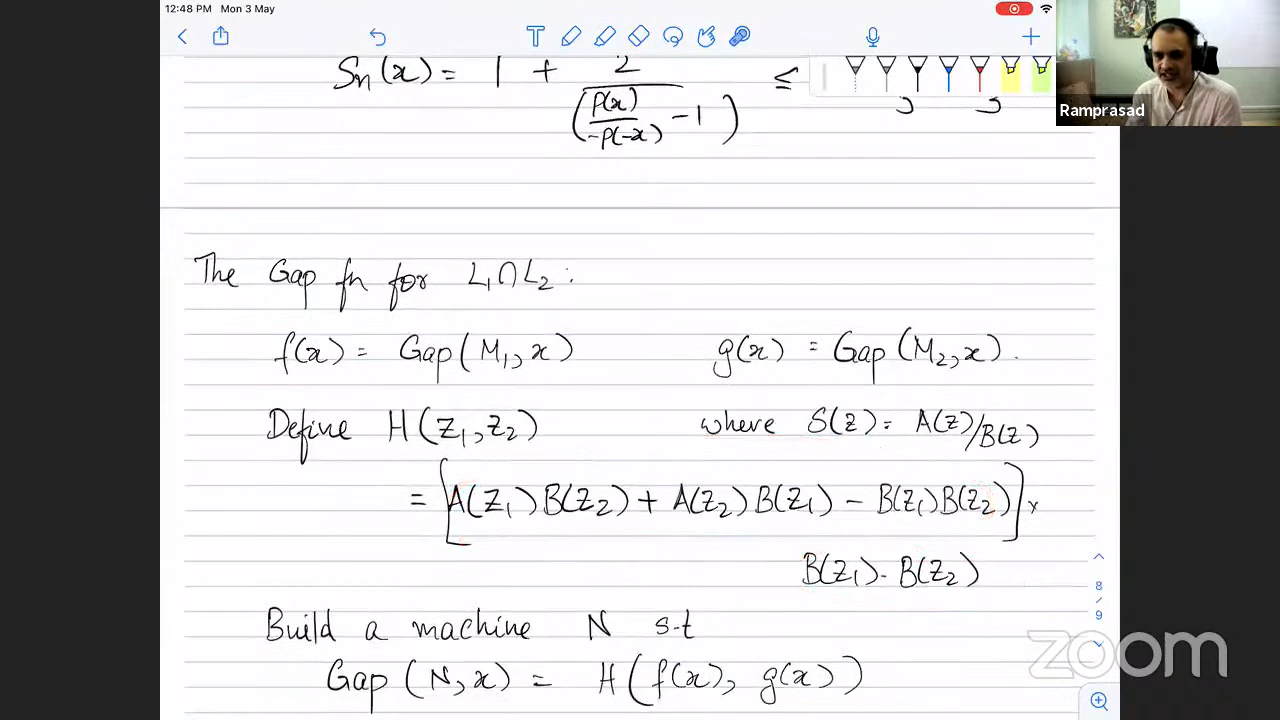 12:48 PM Mon 3 May
Ramprasad
Sn(x) = 1 + 2 / (P(x)/-P(-x) - 1) ≤
The Gap fn for L₁∩L₂:
f(x) = Gap(M₁,x) g(x) = Gap(M₂,x).
Define H(z₁,z₂) where S(z) = A(z)/B(z)
= [A(z₁)B(z₂) + A(z₂)B(z₁) - B(z₁)B(z₂)] ×
B(z₁). B(z₂)
Build a machine N s.t
Gap (N,x) = H(f(x), g(x))
8
/
9
zoom